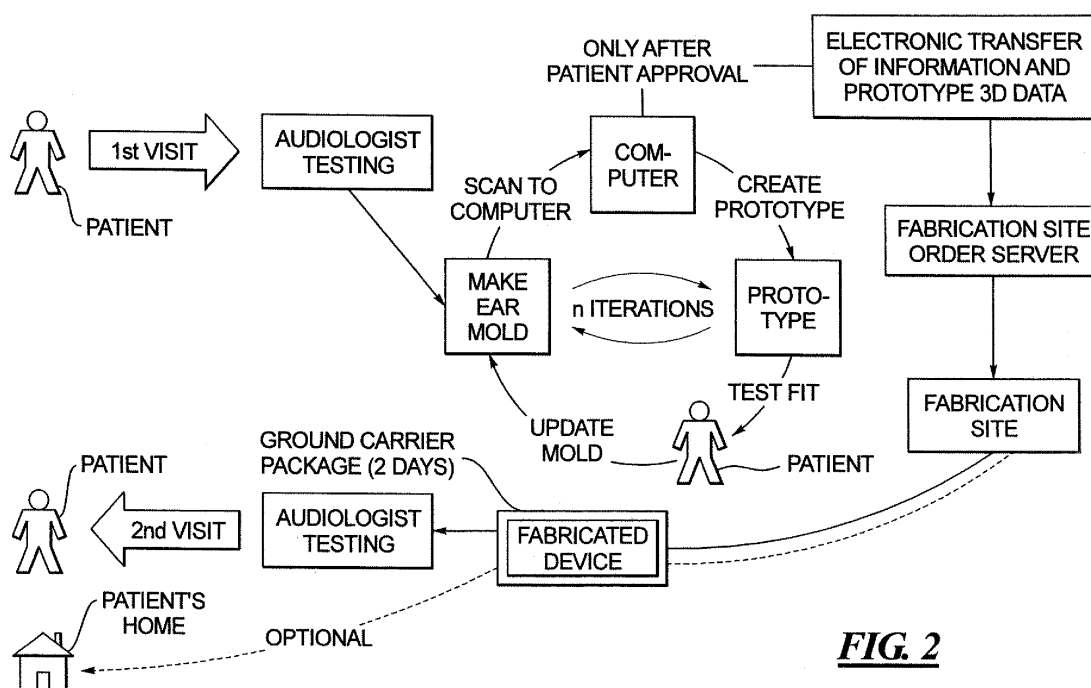 ONLY AFTER
PATIENT APPROVAL
ELECTRONIC TRANSFER
OF INFORMATION AND
PROTOTYPE 3D DATA
1st VISIT
PATIENT
AUDIOLOGIST
TESTING
SCAN TO
COMPUTER
COM-
PUTER
CREATE
PROTOTYPE
FABRICATION SITE
ORDER SERVER
MAKE
EAR
MOLD
n ITERATIONS
PROTO-
TYPE
TEST FIT
FABRICATION
SITE
UPDATE
MOLD
PATIENT
GROUND CARRIER
PACKAGE (2 DAYS)
PATIENT
2nd VISIT
AUDIOLOGIST
TESTING
FABRICATED
DEVICE
PATIENT'S
HOME
OPTIONAL
FIG. 2